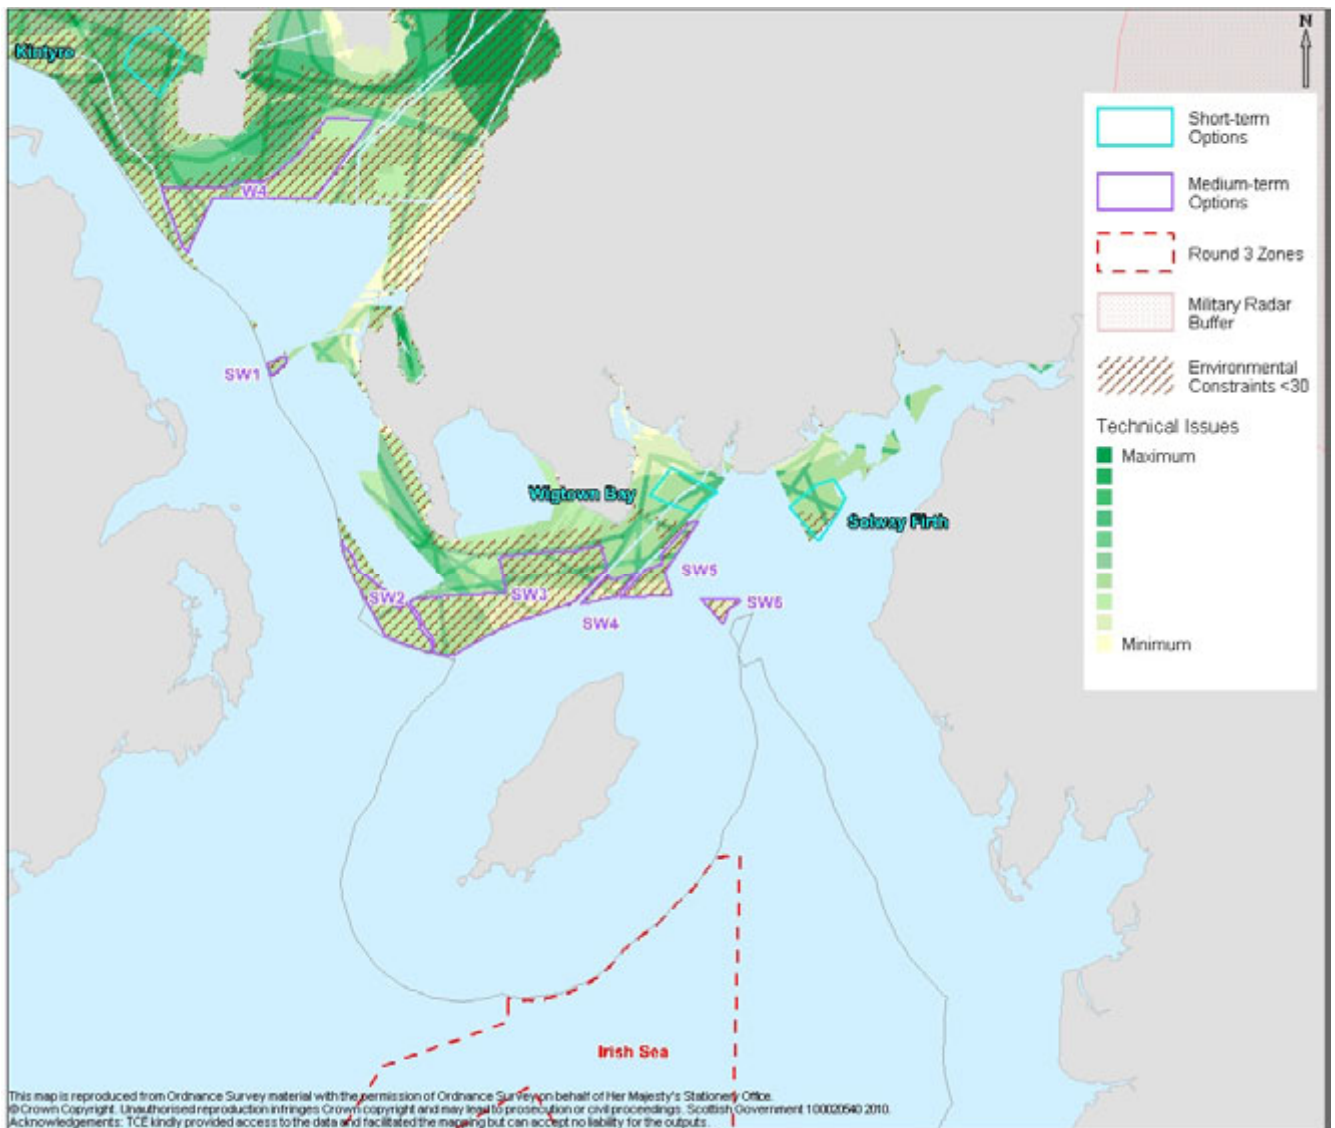 Kintyre
N
Short-term
Options
Medium-term
Options
Round 3 Zones
Military Radar
Buffer
Environmental
Constraints <30
Technical Issues
Maximum
Minimum
W4
SW1
Wigtown Bay
Solway Firth
SW5
SW2
SW3
SW6
SW4
Irish Sea
This map is reproduced from Ordnance Survey material with the permission of Ordnance Survey on behalf of Her Majesty's Stationery Office.
© Crown Copyright. Unauthorised reproduction infringes Crown copyright and may lead to prosecution or civil proceedings. Scottish Government 100020540 2010.
Acknowledgements: TCE kindly provided access to the data and facilitated the mapping but can accept no liability for the outputs.